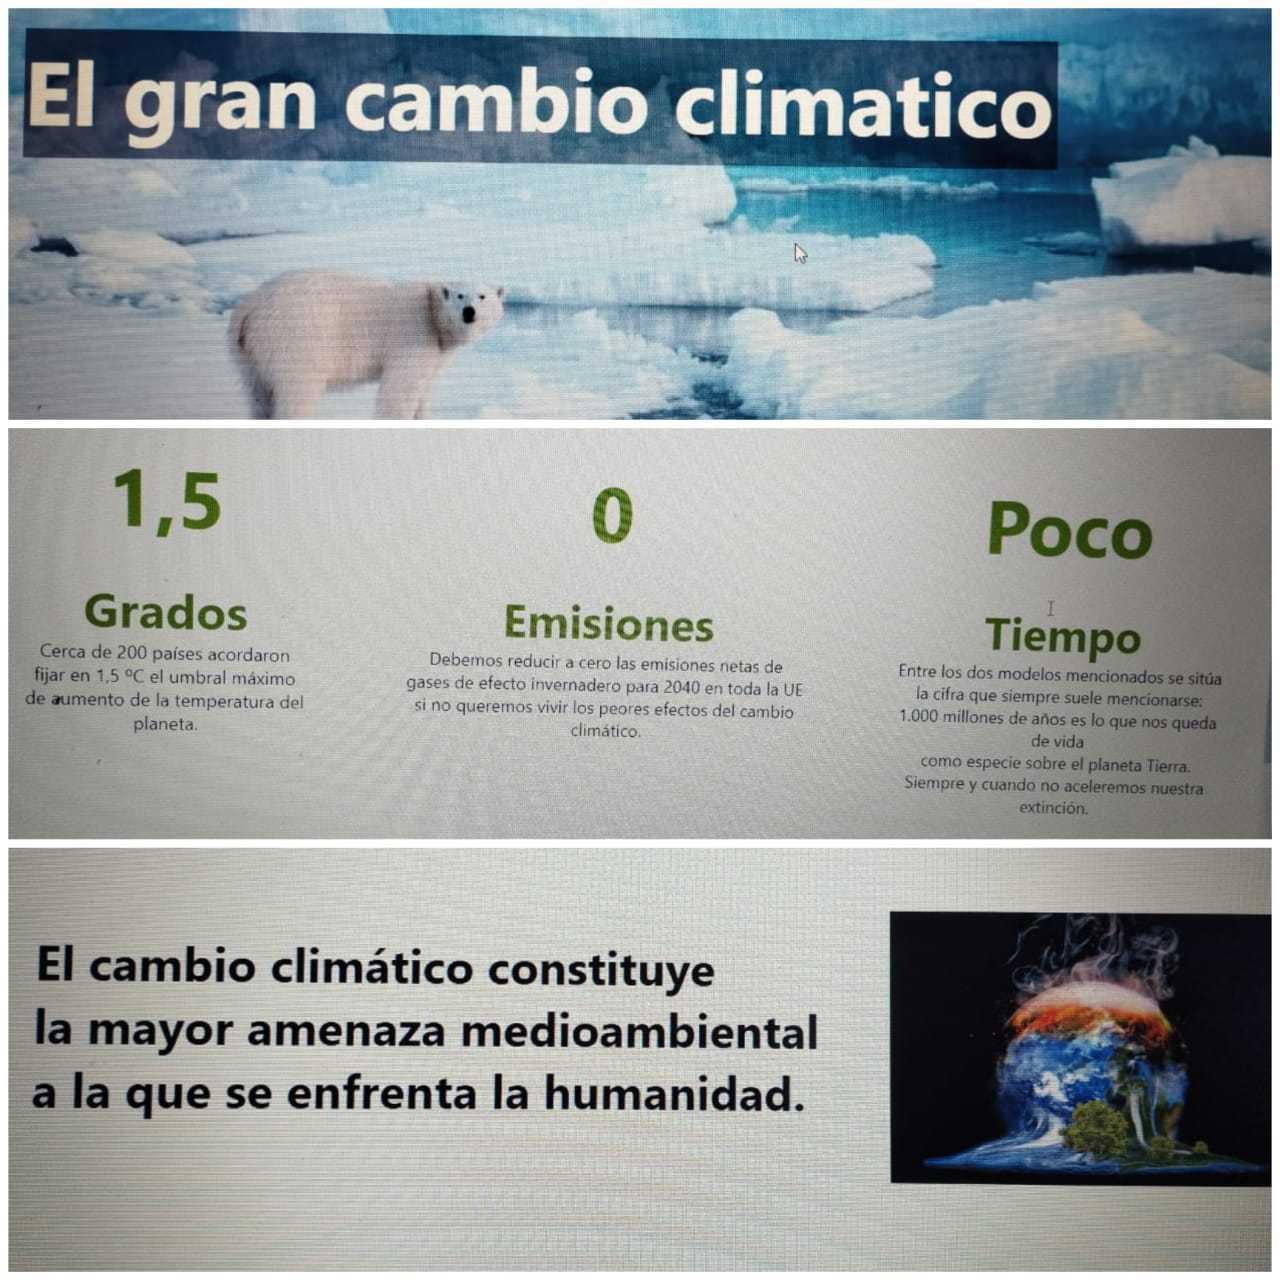 El gran cambio climatico
1,5
Grados
Cerca de 200 países acordaron
fijar en 1,5 ºC el umbral máximo
de aumento de la temperatura del
planeta.
0
Emisiones
Debemos reducir a cero las emisiones netas de
gases de efecto invernadero para 2040 en toda la UE
si no queremos vivir los peores efectos del cambio
climático.
Poco
Tiempo
Entre los dos modelos mencionados se sitúa
la cifra que siempre suele mencionarse:
1.000 millones de años es lo que nos queda
de vida
como especie sobre el planeta Tierra.
Siempre y cuando no aceleremos nuestra
extinción.
El cambio climático constituye
la mayor amenaza medioambiental
a la que se enfrenta la humanidad.